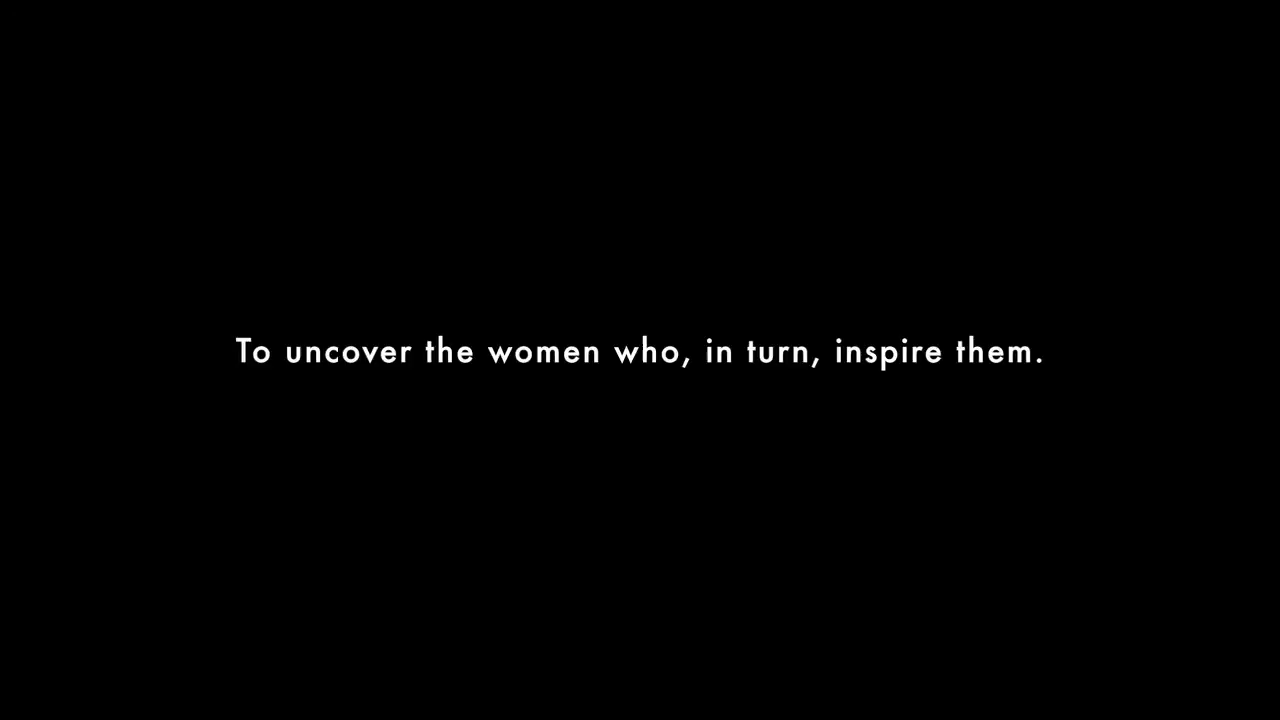 To uncover the women who, in turn, inspire them.